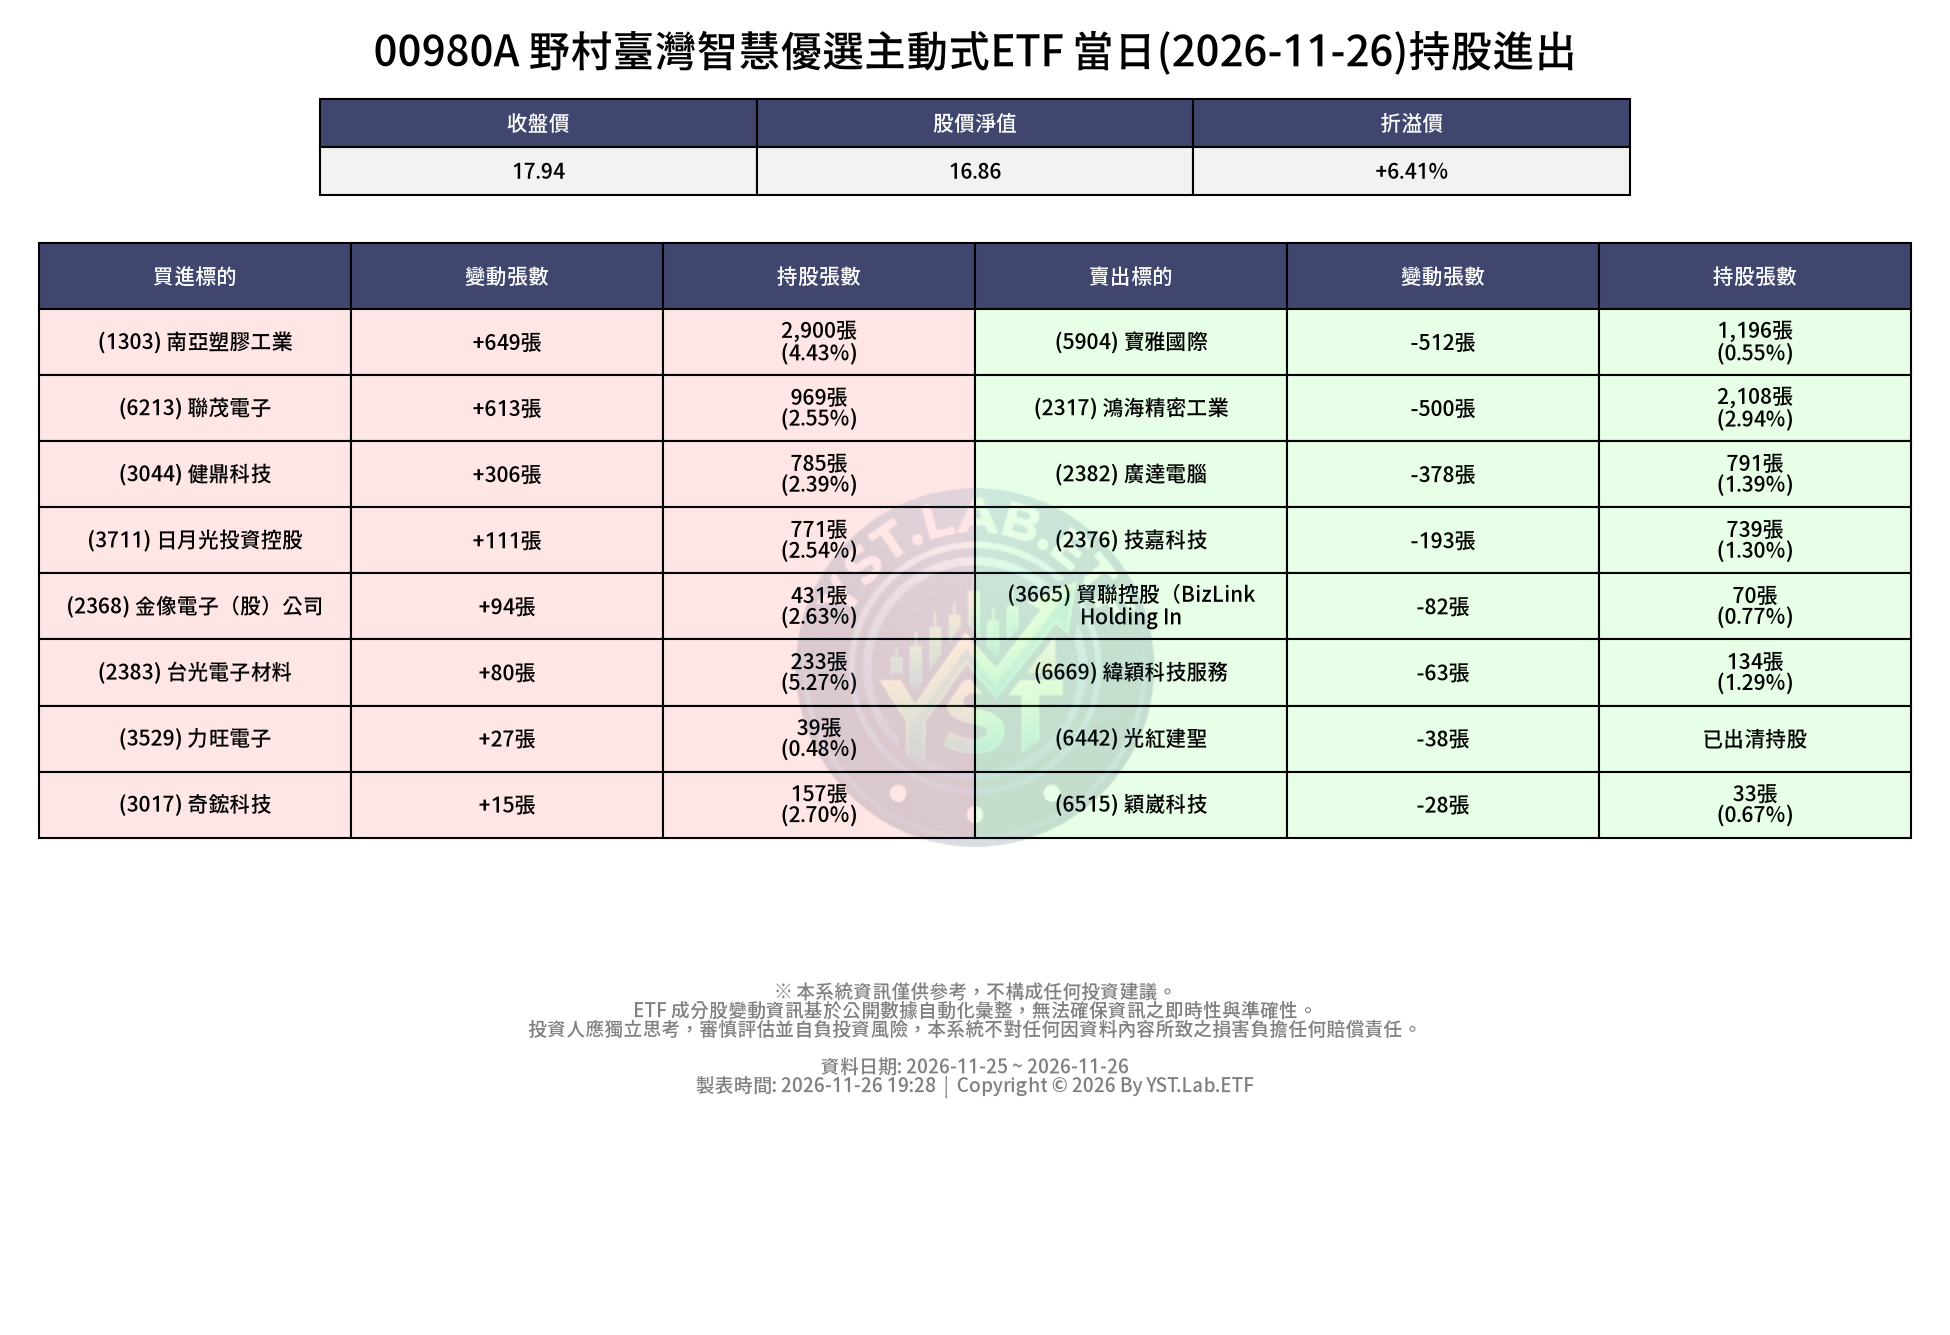 00980A 野村臺灣智慧優選主動式ETF 當日(2026-11-26)持股進出
收盤價 股價淨值 折溢價
17.94 16.86 +6.41%
買進標的 變動張數 持股張數 賣出標的 變動張數 持股張數
(1303) 南亞塑膠工業 +649張 2,900張 (4.43%) (5904) 寶雅國際 -512張 1,196張 (0.55%)
(6213) 聯茂電子 +613張 969張 (2.55%) (2317) 鴻海精密工業 -500張 2,108張 (2.94%)
(3044) 健鼎科技 +306張 785張 (2.39%) (2382) 廣達電腦 -378張 791張 (1.39%)
(3711) 日月光投資控股 +111張 771張 (2.54%) (2376) 技嘉科技 -193張 739張 (1.30%)
(2368) 金像電子（股）公司 +94張 431張 (2.63%) (3665) 貿聯控股（BizLink Holding In -82張 70張 (0.77%)
(2383) 台光電子材料 +80張 233張 (5.27%) (6669) 緯穎科技服務 -63張 134張 (1.29%)
(3529) 力旺電子 +27張 39張 (0.48%) (6442) 光紅建聖 -38張 已出清持股
(3017) 奇鋐科技 +15張 157張 (2.70%) (6515) 穎崴科技 -28張 33張 (0.67%)
YST.LAB.ET
YST
※ 本系統資訊僅供參考，不構成任何投資建議。
ETF 成分股變動資訊基於公開數據自動化彙整，無法確保資訊之即時性與準確性。
投資人應獨立思考，審慎評估並自負投資風險，本系統不對任何因資料內容所致之損害負擔任何賠償責任。
資料日期: 2026-11-25 ~ 2026-11-26
製表時間: 2026-11-26 19:28｜Copyright © 2026 By YST.Lab.ETF